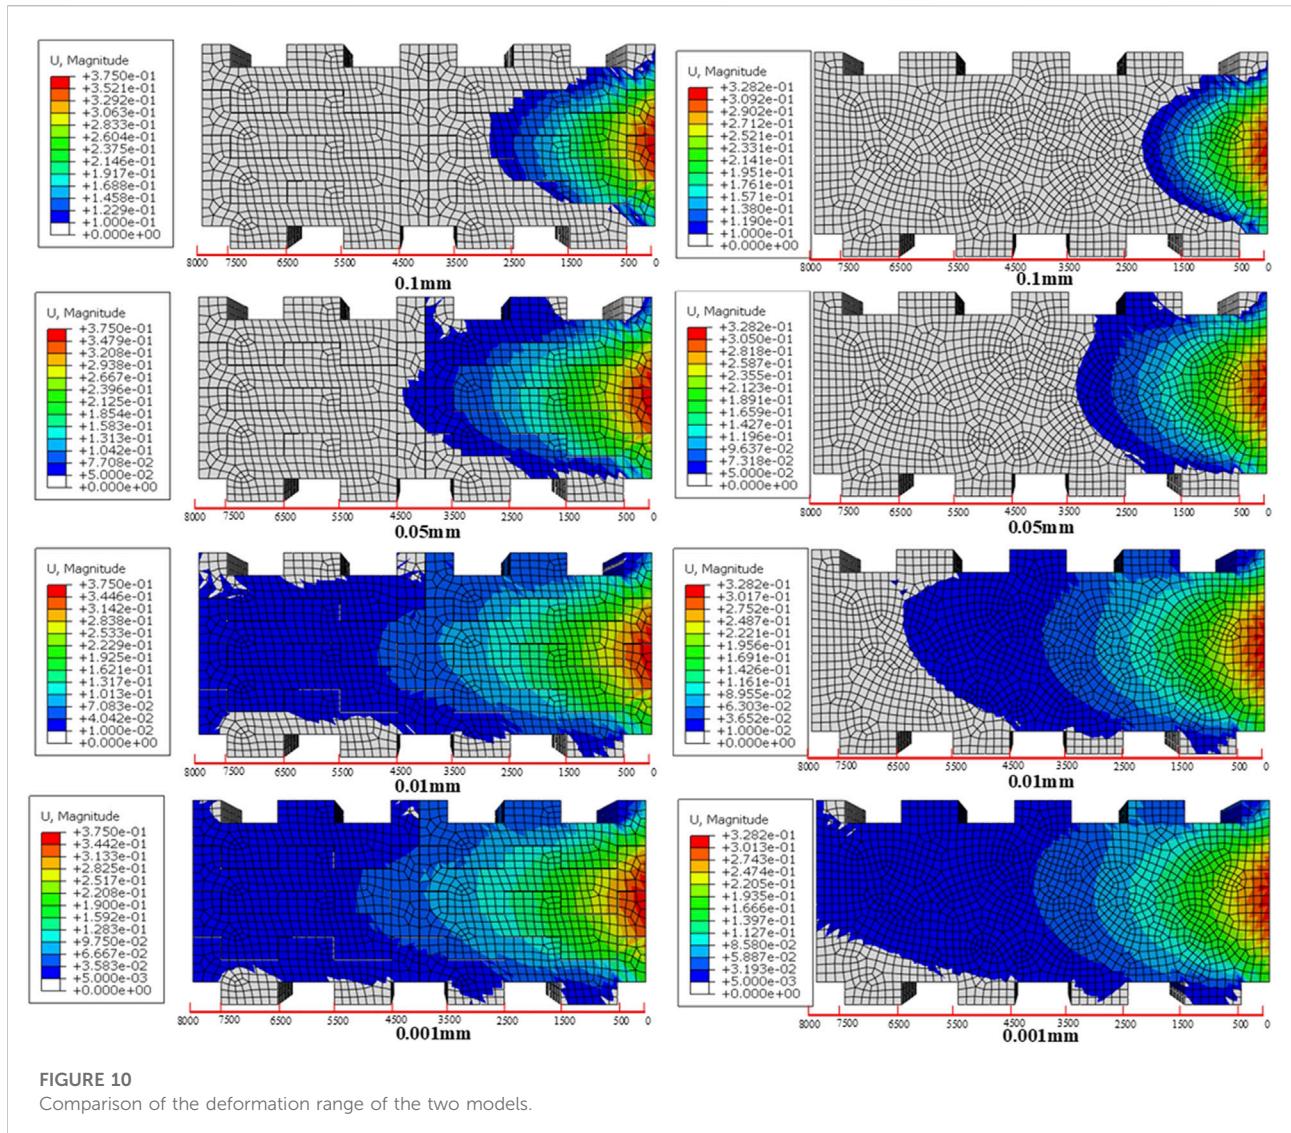 U, Magnitude
+3.750e-01
+3.521e-01
+3.292e-01
+3.063e-01
+2.833e-01
+2.604e-01
+2.375e-01
+2.146e-01
+1.917e-01
+1.688e-01
+1.458e-01
+1.229e-01
+1.000e-01
+0.000e+00
8000 7500 6500 5500 4500 3500 2500 1500 500 0
0.1mm
U, Magnitude
+3.282e-01
+3.092e-01
+2.902e-01
+2.712e-01
+2.521e-01
+2.331e-01
+2.141e-01
+1.951e-01
+1.761e-01
+1.571e-01
+1.380e-01
+1.190e-01
+1.000e-01
+0.000e+00
8000 7500 6500 5500 4500 3500 2500 1500 500 0
0.1mm
U, Magnitude
+3.750e-01
+3.479e-01
+3.208e-01
+2.938e-01
+2.667e-01
+2.396e-01
+2.125e-01
+1.854e-01
+1.583e-01
+1.313e-01
+1.042e-01
+7.708e-02
+5.000e-02
+0.000e+00
8000 7500 6500 5500 4500 3500 2500 1500 500 0
0.05mm
U, Magnitude
+3.282e-01
+3.050e-01
+2.818e-01
+2.587e-01
+2.355e-01
+2.123e-01
+1.891e-01
+1.659e-01
+1.427e-01
+1.196e-01
+9.637e-02
+7.318e-02
+5.000e-02
+0.000e+00
8000 7500 6500 5500 4500 3500 2500 1500 500 0
0.05mm
U, Magnitude
+3.750e-01
+3.446e-01
+3.142e-01
+2.838e-01
+2.533e-01
+2.229e-01
+1.925e-01
+1.621e-01
+1.317e-01
+1.013e-01
+7.083e-02
+4.042e-02
+1.000e-02
+0.000e+00
8000 7500 6500 5500 4500 3500 2500 1500 500 0
0.01mm
U, Magnitude
+3.282e-01
+3.017e-01
+2.752e-01
+2.487e-01
+2.221e-01
+1.956e-01
+1.691e-01
+1.426e-01
+1.161e-01
+8.955e-02
+6.303e-02
+3.652e-02
+1.000e-02
+0.000e+00
8000 7500 6500 5500 4500 3500 2500 1500 500 0
0.01mm
U, Magnitude
+3.750e-01
+3.442e-01
+3.133e-01
+2.825e-01
+2.517e-01
+2.208e-01
+1.900e-01
+1.592e-01
+1.283e-01
+9.750e-02
+6.667e-02
+3.583e-02
+5.000e-03
+0.000e+00
8000 7500 6500 5500 4500 3500 2500 1500 500 0
0.001mm
U, Magnitude
+3.282e-01
+3.013e-01
+2.743e-01
+2.474e-01
+2.205e-01
+1.935e-01
+1.666e-01
+1.397e-01
+1.127e-01
+8.580e-02
+5.887e-02
+3.193e-02
+5.000e-03
+0.000e+00
8000 7500 6500 5500 4500 3500 2500 1500 500 0
0.001mm
FIGURE 10
Comparison of the deformation range of the two models.